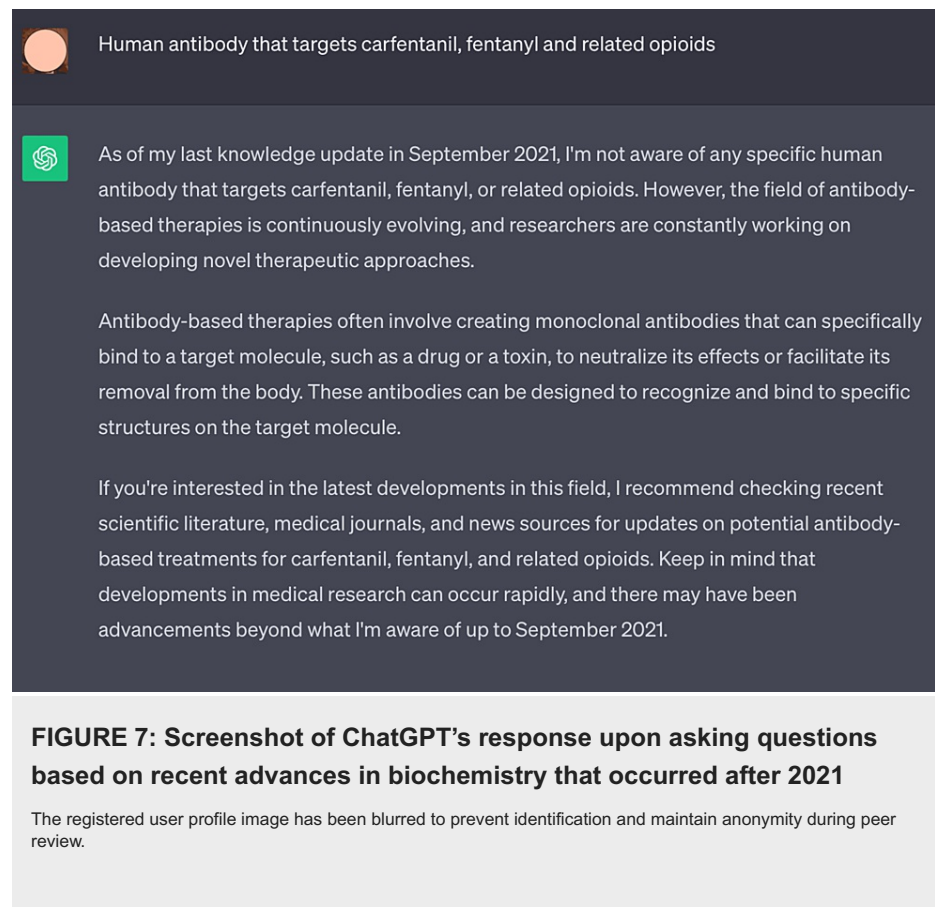 Human antibody that targets carfentanil, fentanyl and related opioids
As of my last knowledge update in September 2021, I'm not aware of any specific human
antibody that targets carfentanil, fentanyl, or related opioids. However, the field of antibody-
based therapies is continuously evolving, and researchers are constantly working on
developing novel therapeutic approaches.
Antibody-based therapies often involve creating monoclonal antibodies that can specifically
bind to a target molecule, such as a drug or a toxin, to neutralize its effects or facilitate its
removal from the body. These antibodies can be designed to recognize and bind to specific
structures on the target molecule.
If you're interested in the latest developments in this field, I recommend checking recent
scientific literature, medical journals, and news sources for updates on potential antibody-
based treatments for carfentanil, fentanyl, and related opioids. Keep in mind that
developments in medical research can occur rapidly, and there may have been
advancements beyond what I'm aware of up to September 2021.
FIGURE 7: Screenshot of ChatGPT’s response upon asking questions
based on recent advances in biochemistry that occurred after 2021
The registered user profile image has been blurred to prevent identification and maintain anonymity during peer
review.